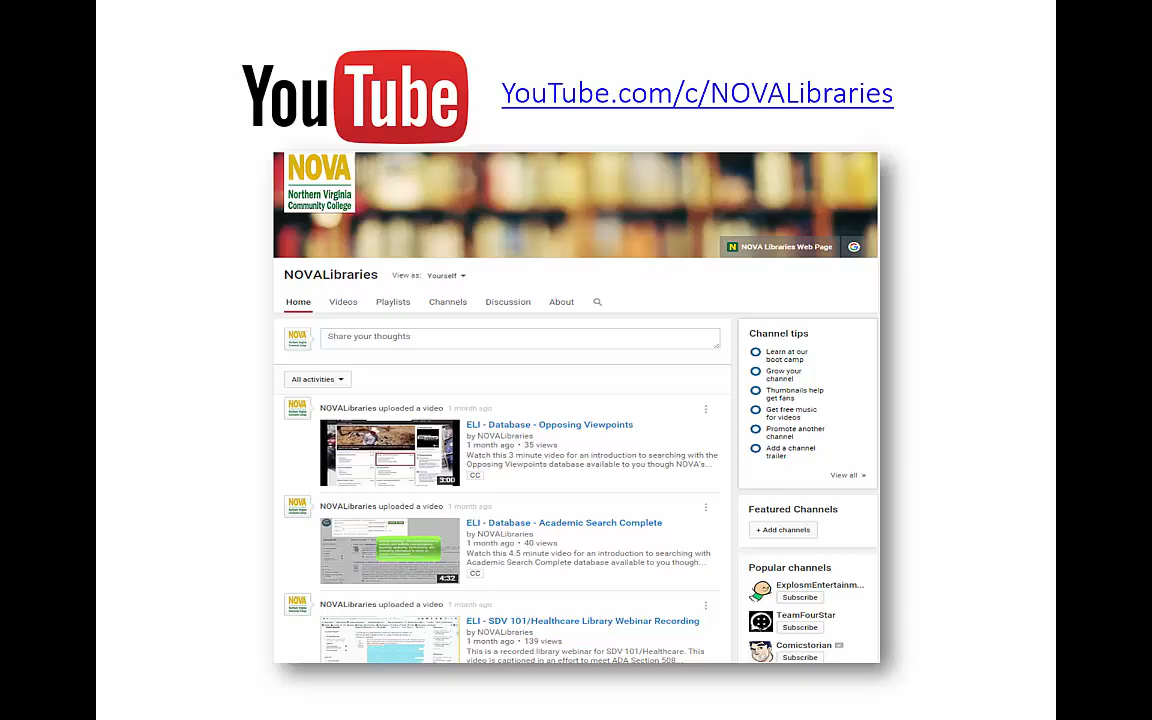 YouTube
YouTube.com/c/NOVALibraries
NOVA
Northern Virginia
Community College
N NOVA Libraries Web Page
NOVALibraries View as: Yourself
Home Videos Playlists Channels Discussion About
NOVA
Share your thoughts
All activities
NOVA
NOVALibraries uploaded a video 1 month ago
ELI - Database - Opposing Viewpoints
by NOVALibraries
1 month ago • 35 views
Watch this 3 minute video for an introduction to searching with the
Opposing Viewpoints database available to you though NOVA's...
CC
3:00
NOVA
NOVALibraries uploaded a video 1 month ago
ELI - Database - Academic Search Complete
by NOVALibraries
1 month ago • 40 views
Watch this 4.5 minute video for an introduction to searching with
Academic Search Complete database available to you though...
CC
4:32
NOVA
NOVALibraries uploaded a video 1 month ago
ELI - SDV 101/Healthcare Library Webinar Recording
by NOVALibraries
1 month ago • 139 views
This is a recorded library webinar for SDV 101/Healthcare. This
video is captioned in an effort to meet ADA Section 508...
Channel tips
Learn at our
boot camp
Grow your
channel
Thumbnails help
get fans
Get free music
for videos
Promote another
channel
Add a channel
trailer
View all »
Featured Channels
+ Add channels
Popular channels
ExplosmEntertainm...
Subscribe
TeamFourStar
Subscribe
Comicstorian
Subscribe